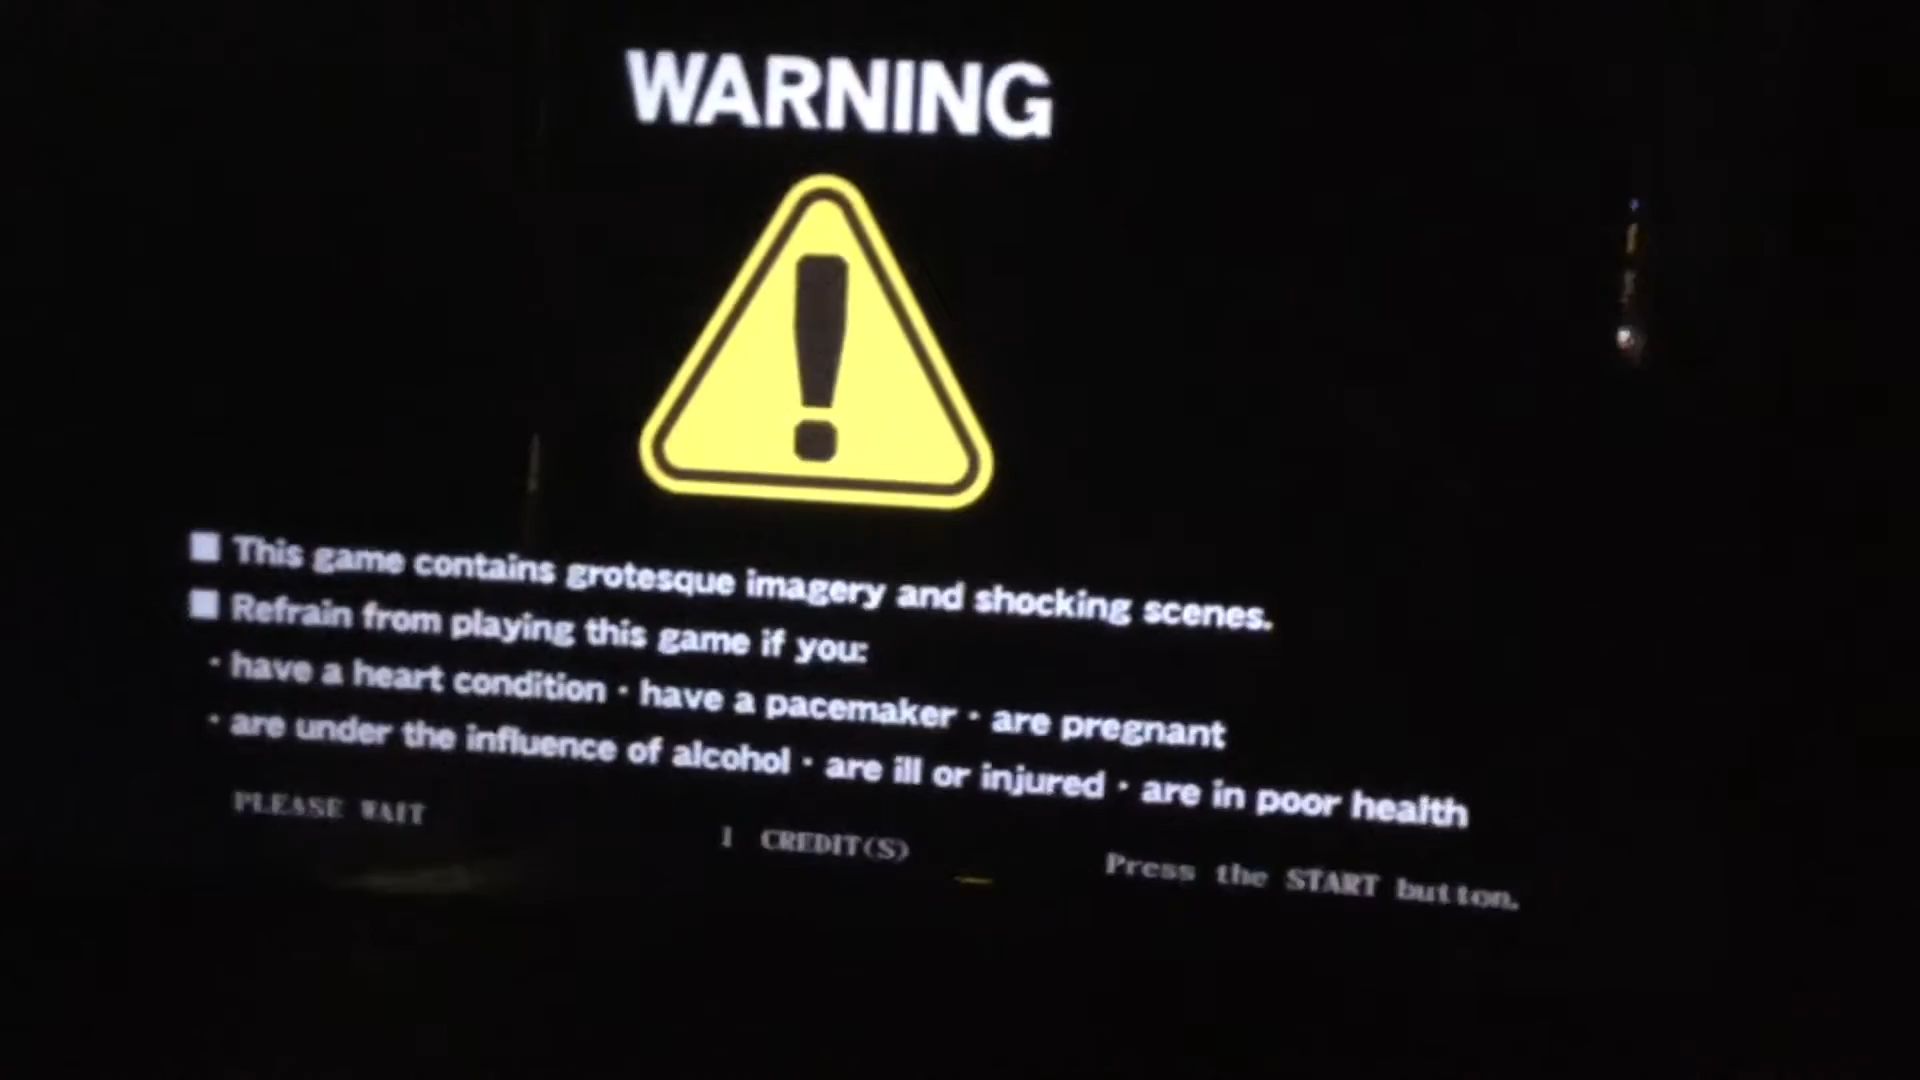 WARNING
■ This game contains grotesque imagery and shocking scenes.
■ Refrain from playing this game if you:
· have a heart condition · have a pacemaker · are pregnant
· are under the influence of alcohol · are ill or injured · are in poor health
PLEASE WAIT
1 CREDIT(S)
Press the START button.